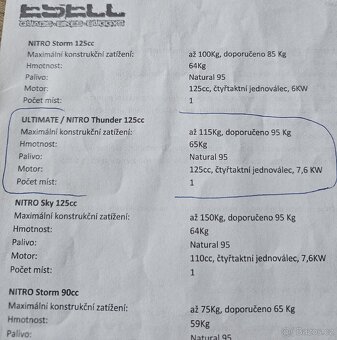 ESELL
QUADS-BIKES-BUGGYS
NITRO Storm 125cc
Maximální konstrukční zatížení: až 100Kg, doporučeno 85 Kg
Hmotnost: 64Kg
Palivo: Natural 95
Motor: 125cc, čtyřtaktní jednoválec, 6KW
Počet míst: 1
ULTIMATE / NITRO Thunder 125cc
Maximální konstrukční zatížení: až 115Kg, doporučeno 95 Kg
Hmotnost: 65Kg
Palivo: Natural 95
Motor: 125cc, čtyřtaktní jednoválec, 7,6 KW
Počet míst: 1
NITRO Sky 125cc
Maximální konstrukční zatížení: až 150Kg, doporučeno 95 Kg
Hmotnost: 64Kg
Palivo: Natural 95
Motor: 110cc, čtyřtaktní jednoválec, 7,6KW
Počet míst: 1
NITRO Storm 90cc
Maximální konstrukční zatížení: až 75Kg, doporučeno 65 Kg
Hmotnost: 59Kg
Palivo: Natural 95